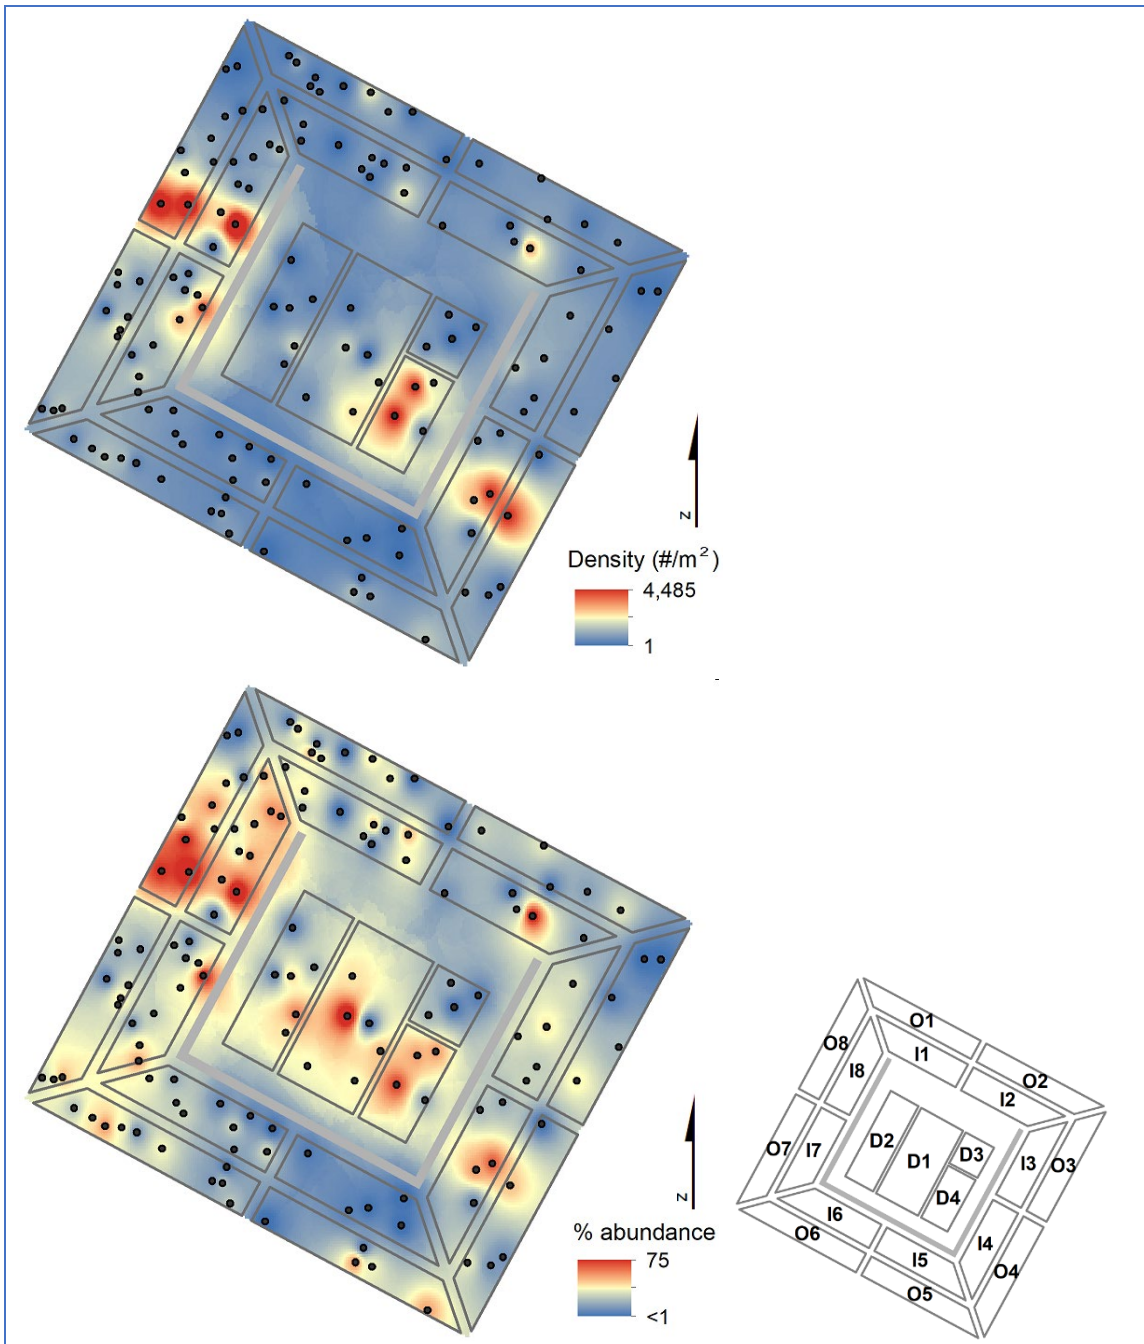 z
Density (#/m²)
4,485
1
z
% abundance
75
<1
O1
O8
I1
O2
I8
I2
D2
D3
I3
O3
O7
I7
D1
D4
I6
I4
O6
I5
O4
O5